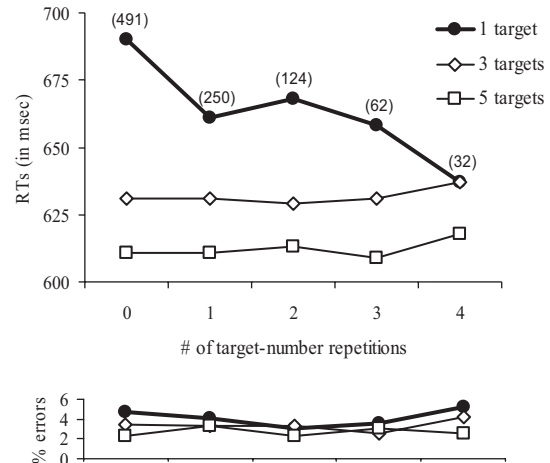 700
675
650
625
600
RTs (in msec)
(491)
(250)
(124)
(62)
(32)
1 target
3 targets
5 targets
0 1 2 3 4
# of target-number repetitions
6
4
2
0
% errors